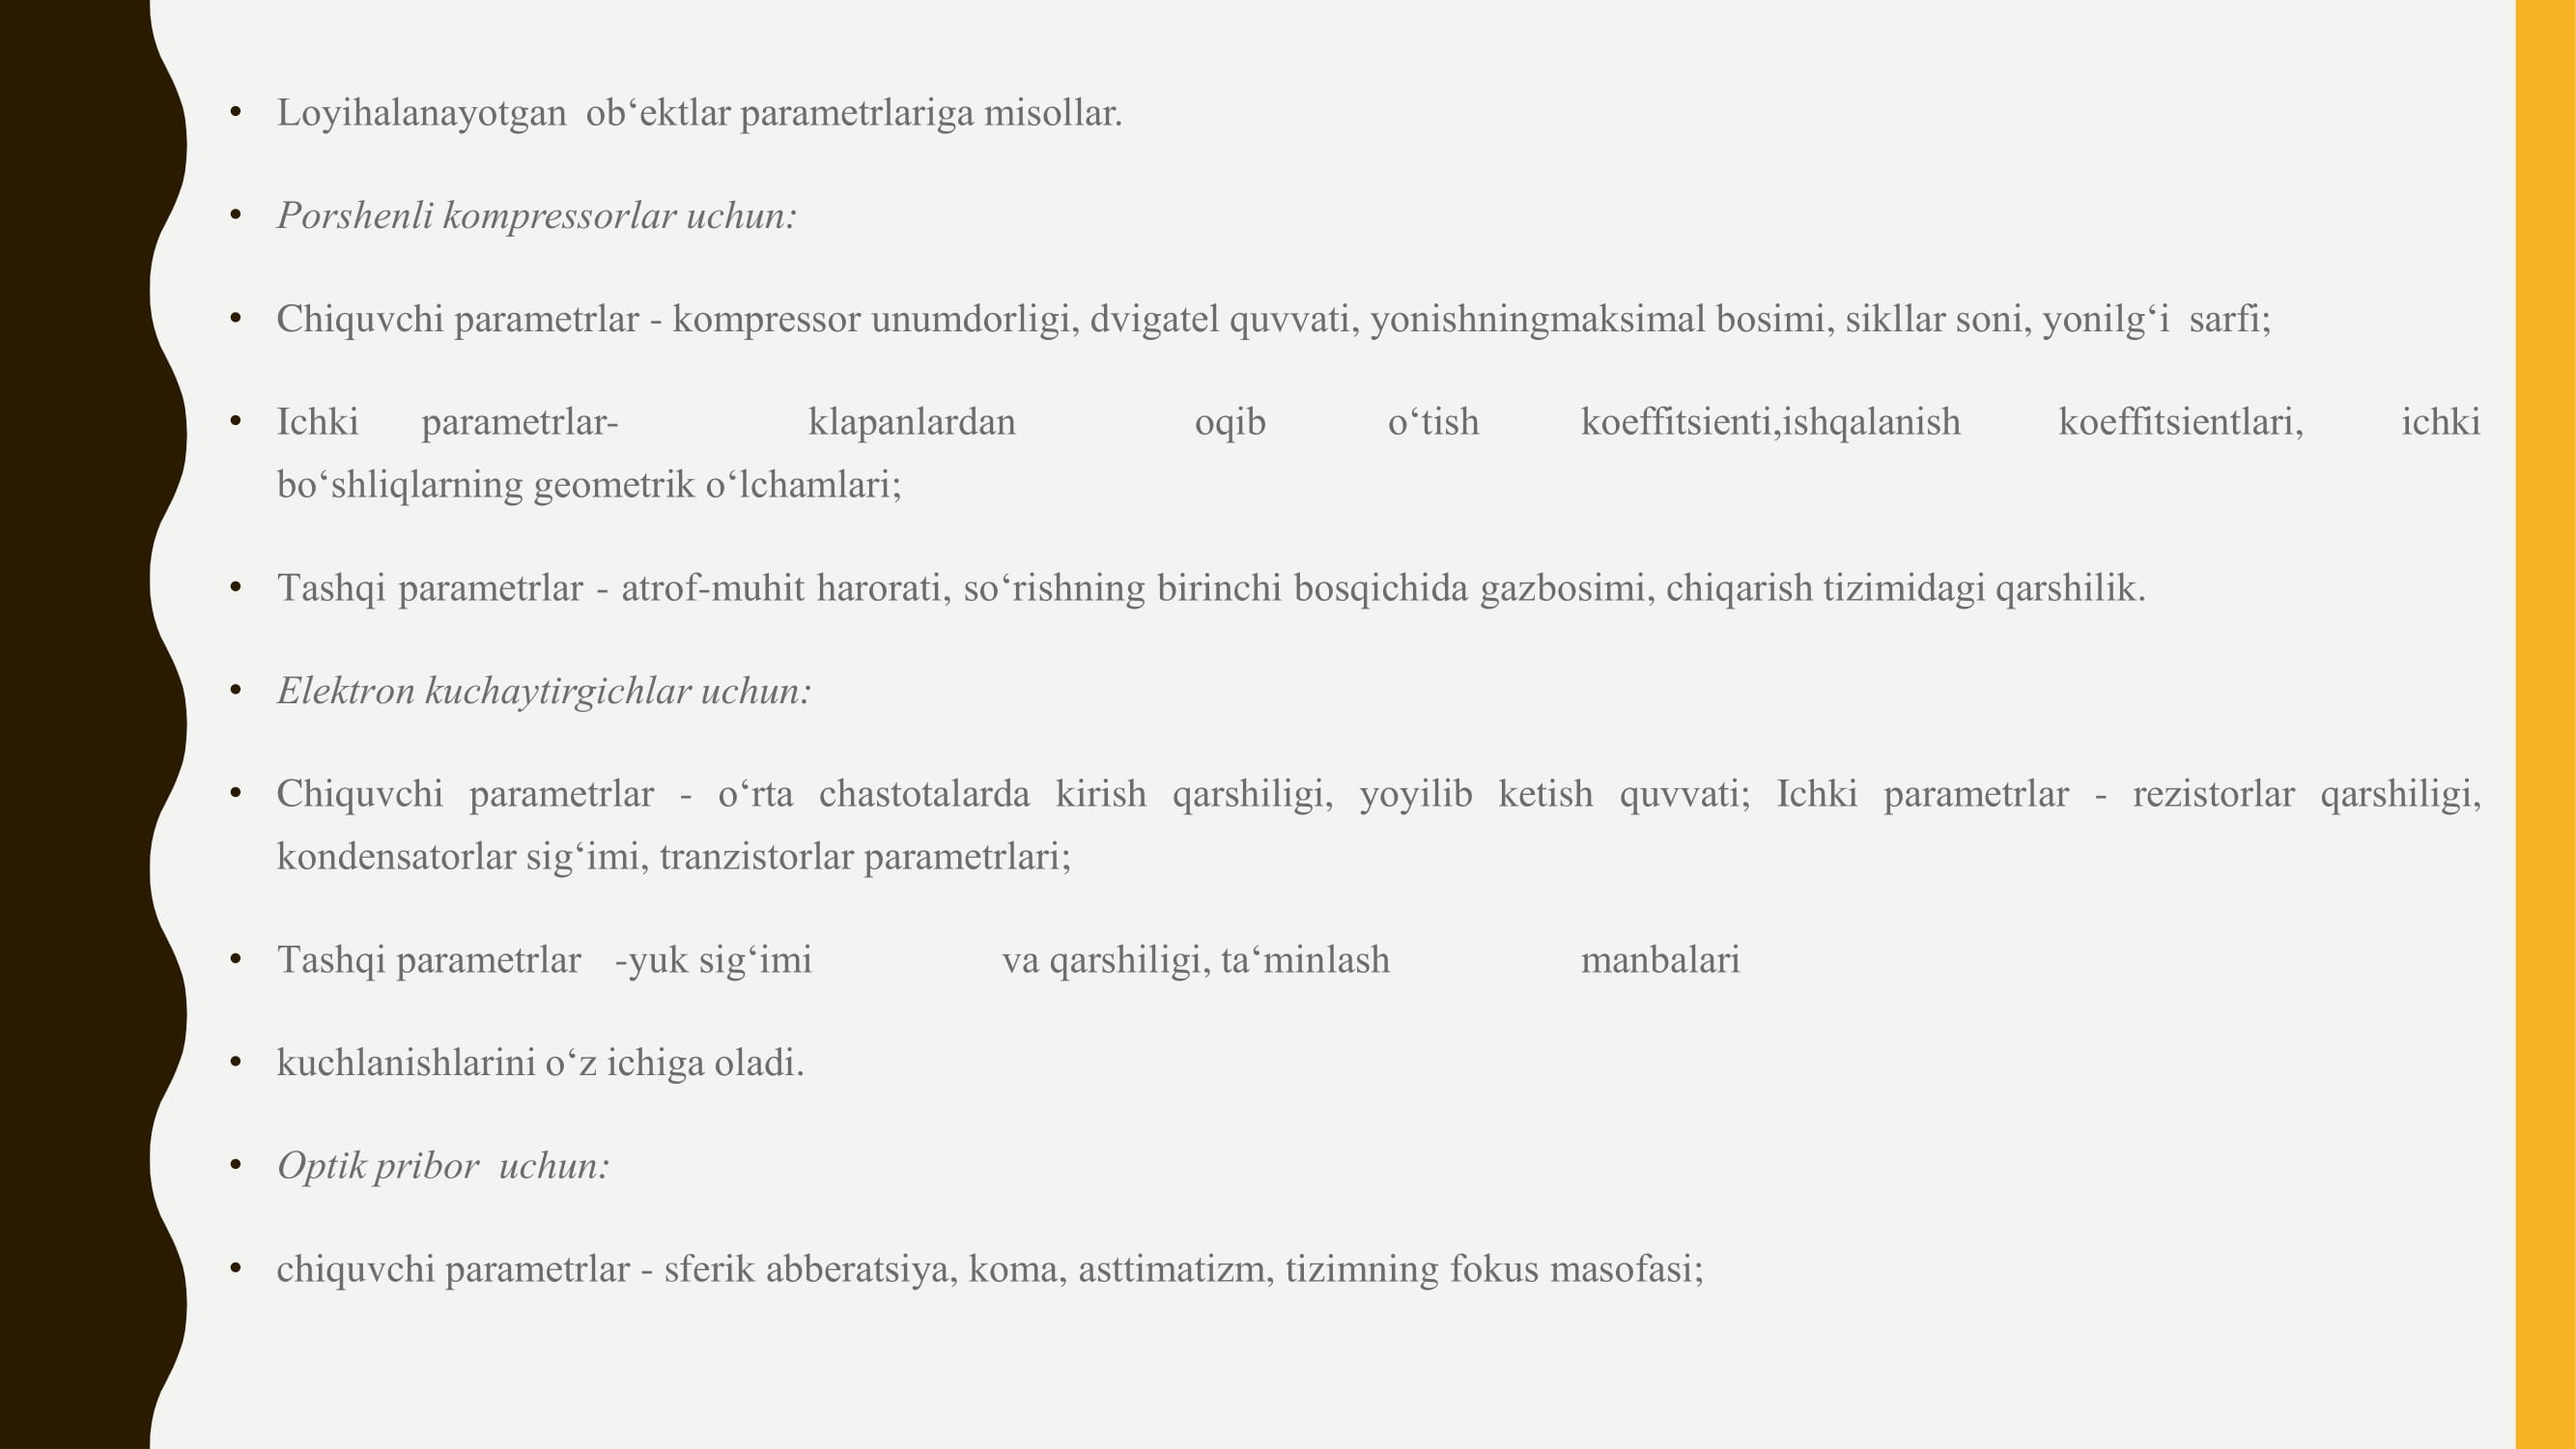 • Loyihalanayotgan ob‘ektlar parametrlariga misollar.
• Porshenli kompressorlar uchun:
• Chiquvchi parametrlar - kompressor unumdorligi, dvigatel quvvati, yonishningmaksimal bosimi, sikllar soni, yonilg‘i sarfi;
• Ichki parametrlar- klapanlardan oqib o‘tish koeffitsienti,ishqalanish koeffitsientlari, ichki
bo‘shliqlarning geometrik o‘lchamlari;
• Tashqi parametrlar - atrof-muhit harorati, so‘rishning birinchi bosqichida gazbosimi, chiqarish tizimidagi qarshilik.
• Elektron kuchaytirgichlar uchun:
• Chiquvchi parametrlar - o‘rta chastotalarda kirish qarshiligi, yoyilib ketish quvvati; Ichki parametrlar - rezistorlar qarshiligi,
kondensatorlar sig‘imi, tranzistorlar parametrlari;
• Tashqi parametrlar -yuk sig‘imi va qarshiligi, ta‘minlash manbalari
• kuchlanishlarini o‘z ichiga oladi.
• Optik pribor uchun:
• chiquvchi parametrlar - sferik abberatsiya, koma, asttimatizm, tizimning fokus masofasi;